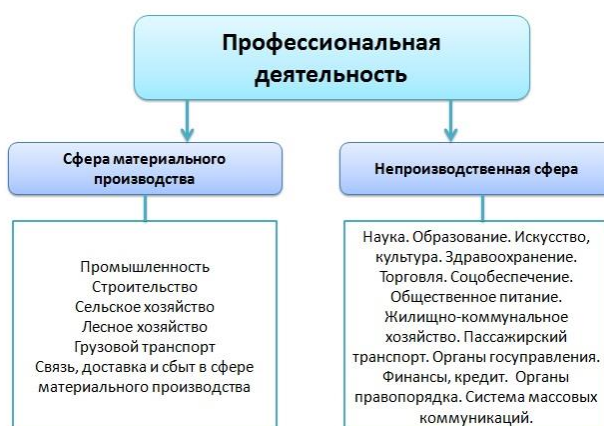 Профессиональная
деятельность
Сфера материального
производства
Непроизводственная сфера
Промышленность
Строительство
Сельское хозяйство
Лесное хозяйство
Грузовой транспорт
Связь, доставка и сбыт в сфере
материального производства
Наука. Образование. Искусство,
культура. Здравоохранение.
Торговля. Соцобеспечение.
Общественное питание.
Жилищно-коммунальное
хозяйство. Пассажирский
транспорт. Органы госуправления.
Финансы, кредит. Органы
правопорядка. Система массовых
коммуникаций.